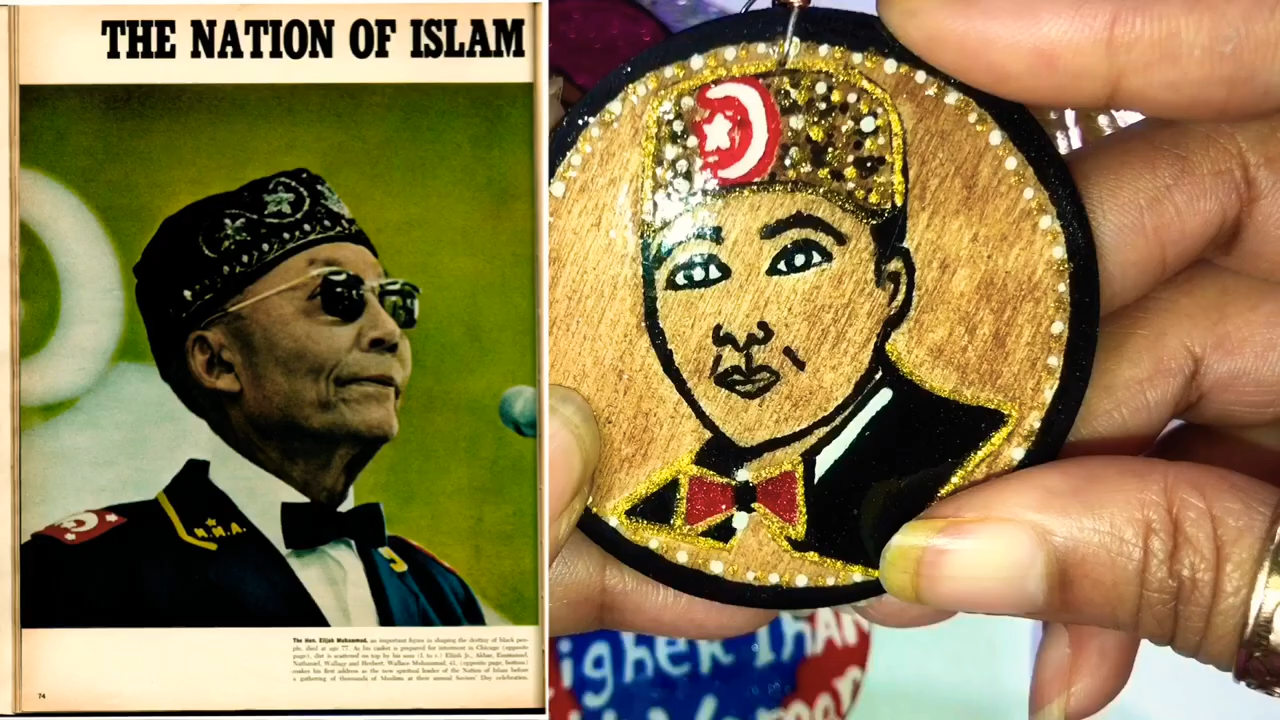 THE NATION OF ISLAM
The Hon. Elijah Muhammad, an important figure in shaping the destiny of black peo-
ple, died at age 77. As his casket is prepared for interment in Chicago (opposite
page), dirt is scattered on top by his sons (l. to r.) Elijah Jr., Akbar, Emmanuel,
Nathaniel, Wallace and Herbert. Wallace Muhammad, 41, (opposite page, bottom)
makes his first address as the new spiritual leader of the Nation of Islam before
a gathering of thousands of Muslims at their annual Saviors' Day celebration.
74
igher THAN